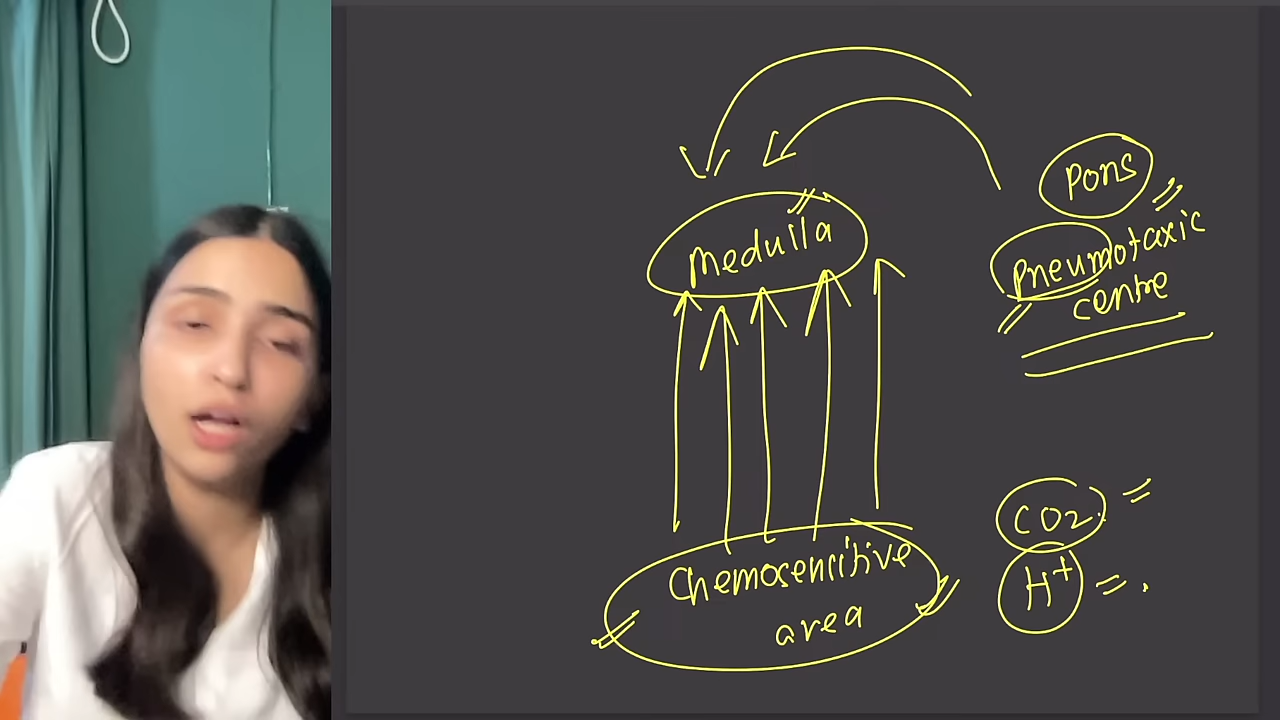 Pons
Medulla
Pneumotaxic
centre
CO2
Chemosensitive
area
H+